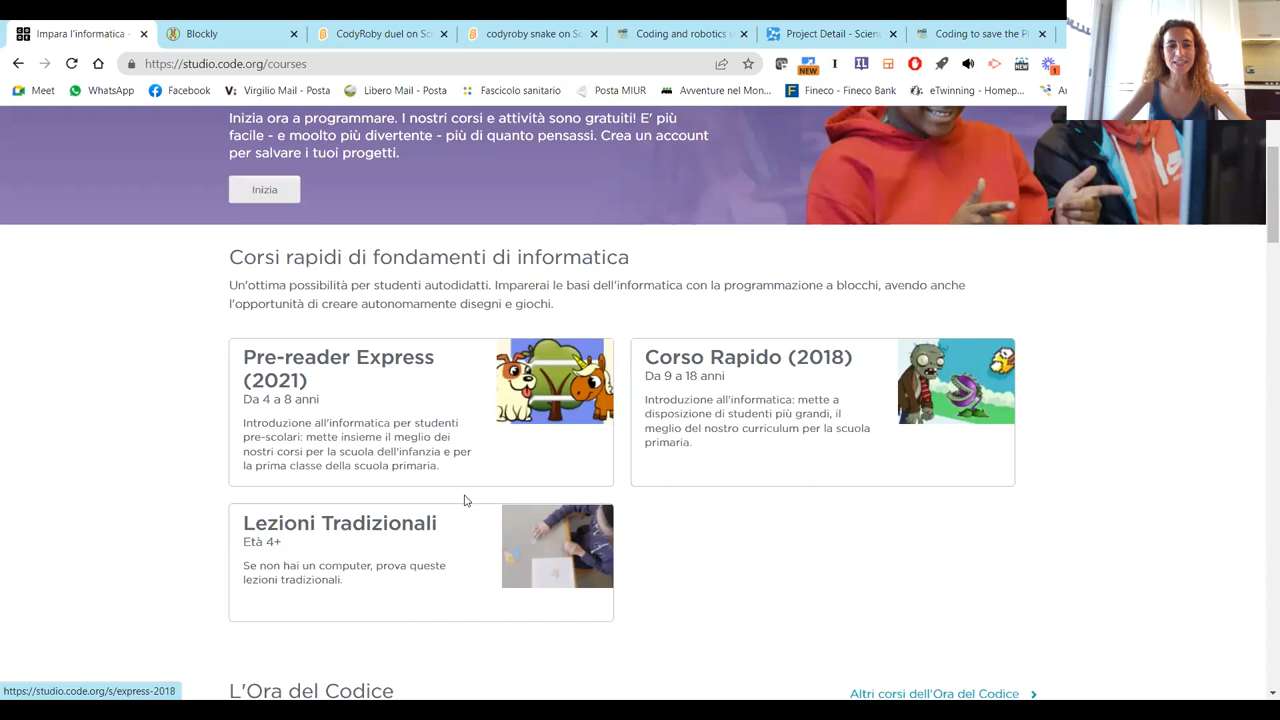 Impara l'informatica -
Blockly
CodyRoby duel on Scr
codyroby snake on Sc
Coding and robotics w
Project Detail - Scient
Coding to save the Pl
https://studio.code.org/courses
NEW
IL
NEW
1
Meet
WhatsApp
Facebook
Virgilio Mail - Posta
Libero Mail - Posta
Fascicolo sanitario
Posta MIUR
Avventure nel Mon...
Fineco - Fineco Bank
eTwinning - Homep...
Inizia ora a programmare. I nostri corsi e attività sono gratuiti! E' più
facile - e moolto più divertente - più di quanto pensassi. Crea un account
per salvare i tuoi progetti.
Inizia
Corsi rapidi di fondamenti di informatica
Un'ottima possibilità per studenti autodidatti. Imparerai le basi dell'informatica con la programmazione a blocchi, avendo anche
l'opportunità di creare autonomamente disegni e giochi.
Pre-reader Express
(2021)
Da 4 a 8 anni
Introduzione all'informatica per studenti
pre-scolari: mette insieme il meglio dei
nostri corsi per la scuola dell'infanzia e per
la prima classe della scuola primaria.
Corso Rapido (2018)
Da 9 a 18 anni
Introduzione all'informatica: mette a
disposizione di studenti più grandi, il
meglio del nostro curriculum per la scuola
primaria.
Lezioni Tradizionali
Età 4+
Se non hai un computer, prova queste
lezioni tradizionali.
L'Ora del Codice
Altri corsi dell'Ora del Codice
https://studio.code.org/s/express-2018